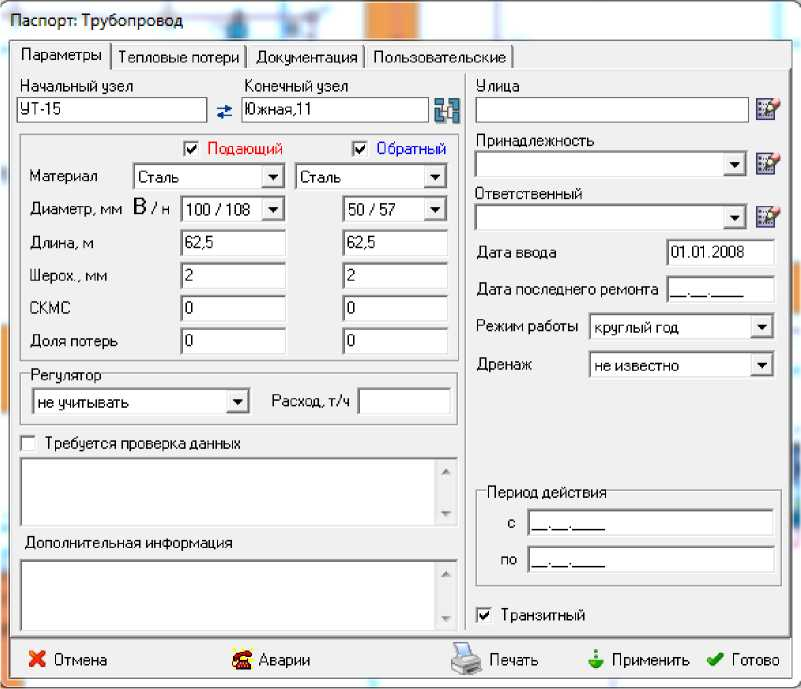 Паспорт: Трубопровод
Параметры Тепловые потери Документация Пользовательские
Начальный узел Конечный узел
УТ-15 Южная,11
Подающий Обратный
Материал Сталь Сталь
Диаметр, мм В / н 100 / 108 50 / 57
Длина, м 62,5 62,5
Шерох., мм 2 2
СКМС 0 0
Доля потерь 0 0
Регулятор
не учитывать Расход, т/ч
Требуется проверка данных
Дополнительная информация
Улица
Принадлежность
Ответственный
Дата ввода 01.01.2008
Дата последнего ремонта __.__.____
Режим работы круглый год
Дренаж не известно
Период действия
с __.__.____
по __.__.____
Транзитный
Отмена Аварии Печать Применить Готово